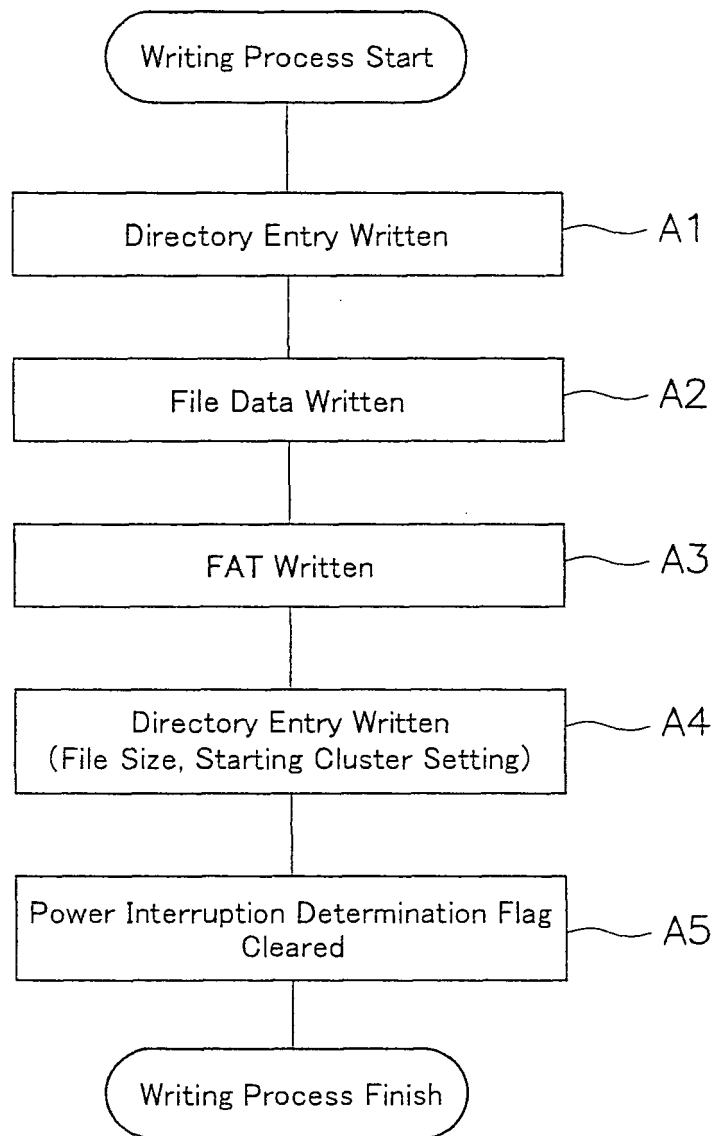 Writing Process Start
Directory Entry Written
A1
File Data Written
A2
FAT Written
A3
Directory Entry Written
(File Size, Starting Cluster Setting)
A4
Power Interruption Determination Flag
Cleared
A5
Writing Process Finish